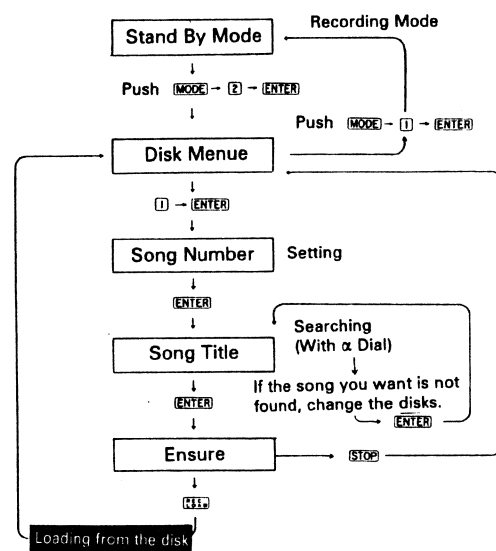 Recording Mode
Stand By Mode
Push MODE → 2 → ENTER
Push MODE → 1 → ENTER
Disk Menue
1 → ENTER
Song Number Setting
ENTER
Searching
(With α Dial)
Song Title
If the song you want is not
found, change the disks.
ENTER
ENTER
Ensure
STOP
REC
LOAD
Loading from the disk